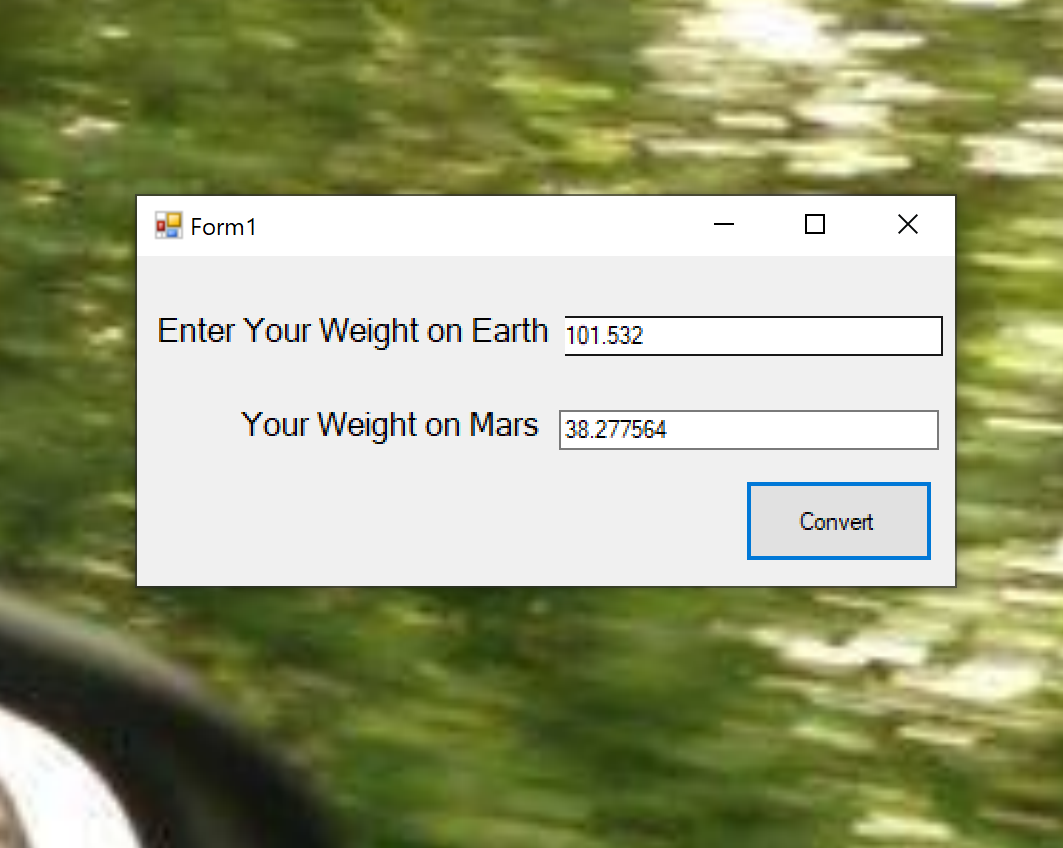 Form1
Enter Your Weight on Earth 101.532
Your Weight on Mars 38.277564
Convert